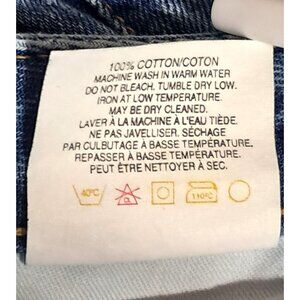 100% COTTON/COTON
MACHINE WASH IN WARM WATER
DO NOT BLEACH. TUMBLE DRY LOW.
IRON AT LOW TEMPERATURE.
MAY BE DRY CLEANED.
LAVER À LA MACHINE À L'EAU TIÈDE.
NE PAS JAVELLISER. SÉCHAGE
PAR CULBUTAGE À BASSE TEMPÉRATURE.
REPASSER À BASSE TEMPÉRATURE.
PEUT ÊTRE NETTOYER À SEC.
40°C 110°C